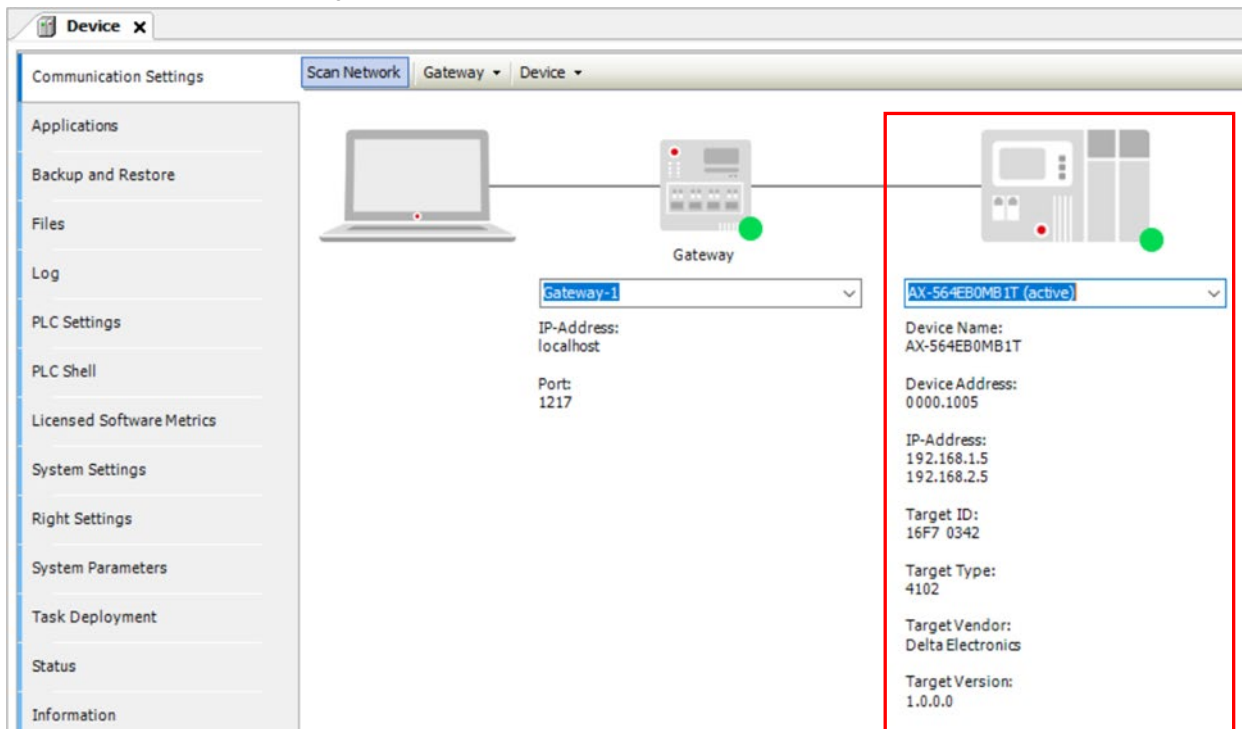 Device X
Communication Settings
Scan Network Gateway Device
Applications
Backup and Restore
Files
Log
PLC Settings
PLC Shell
Licensed Software Metrics
System Settings
Right Settings
System Parameters
Task Deployment
Status
Information
Gateway
Gateway-1
IP-Address:
localhost
Port:
1217
AX-564EB0MB1T (active)
Device Name:
AX-564EB0MB1T
Device Address:
0000.1005
IP-Address:
192.168.1.5
192.168.2.5
Target ID:
16F7 0342
Target Type:
4102
Target Vendor:
Delta Electronics
Target Version:
1.0.0.0